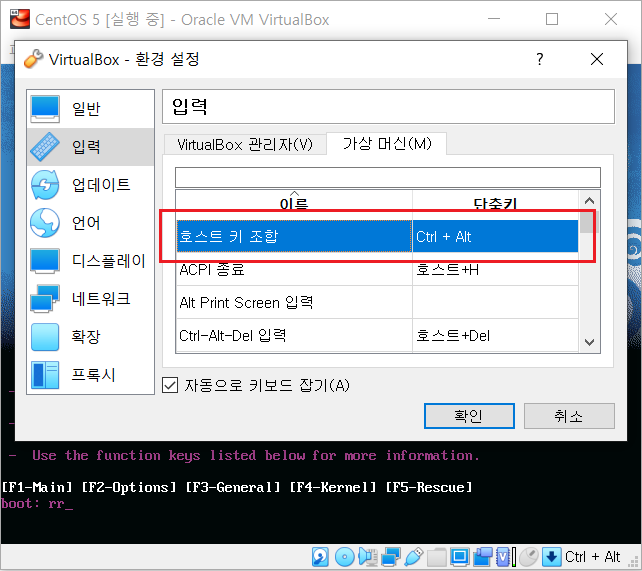 CentOS 5 [실행 중] - Oracle VM VirtualBox
VirtualBox - 환경 설정
?
일반
입력
업데이트
언어
디스플레이
네트워크
확장
프록시
입력
VirtualBox 관리자(V)
가상 머신(M)
이름 단축키
호스트 키 조합 Ctrl + Alt
ACPI 종료 호스트+H
Alt Print Screen 입력
Ctrl-Alt-Del 입력 호스트+Del
자동으로 키보드 잡기(A)
확인 취소
- Use the function keys listed below for more information.
[F1-Main] [F2-Options] [F3-General] [F4-Kernel] [F5-Rescue]
boot: rr_
Ctrl + Alt